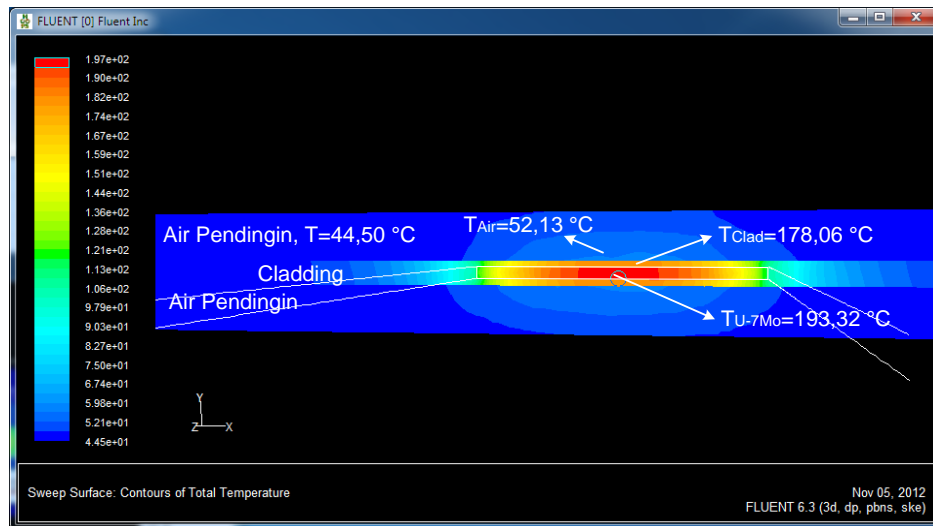 FLUENT [0] Fluent Inc
1.97e+02
1.90e+02
1.82e+02
1.74e+02
1.67e+02
1.59e+02
1.51e+02
1.44e+02
1.36e+02
1.28e+02
1.21e+02
1.13e+02
1.06e+02
9.79e+01
9.03e+01
8.27e+01
7.50e+01
6.74e+01
5.98e+01
5.21e+01
4.45e+01
TAir=52,13 °C
Air Pendingin, T=44,50 °C
TClad=178,06 °C
Cladding
Air Pendingin
TU-7Mo=193,32 °C
Y
Z X
Sweep Surface: Contours of Total Temperature
Nov 05, 2012
FLUENT 6.3 (3d, dp, pbns, ske)